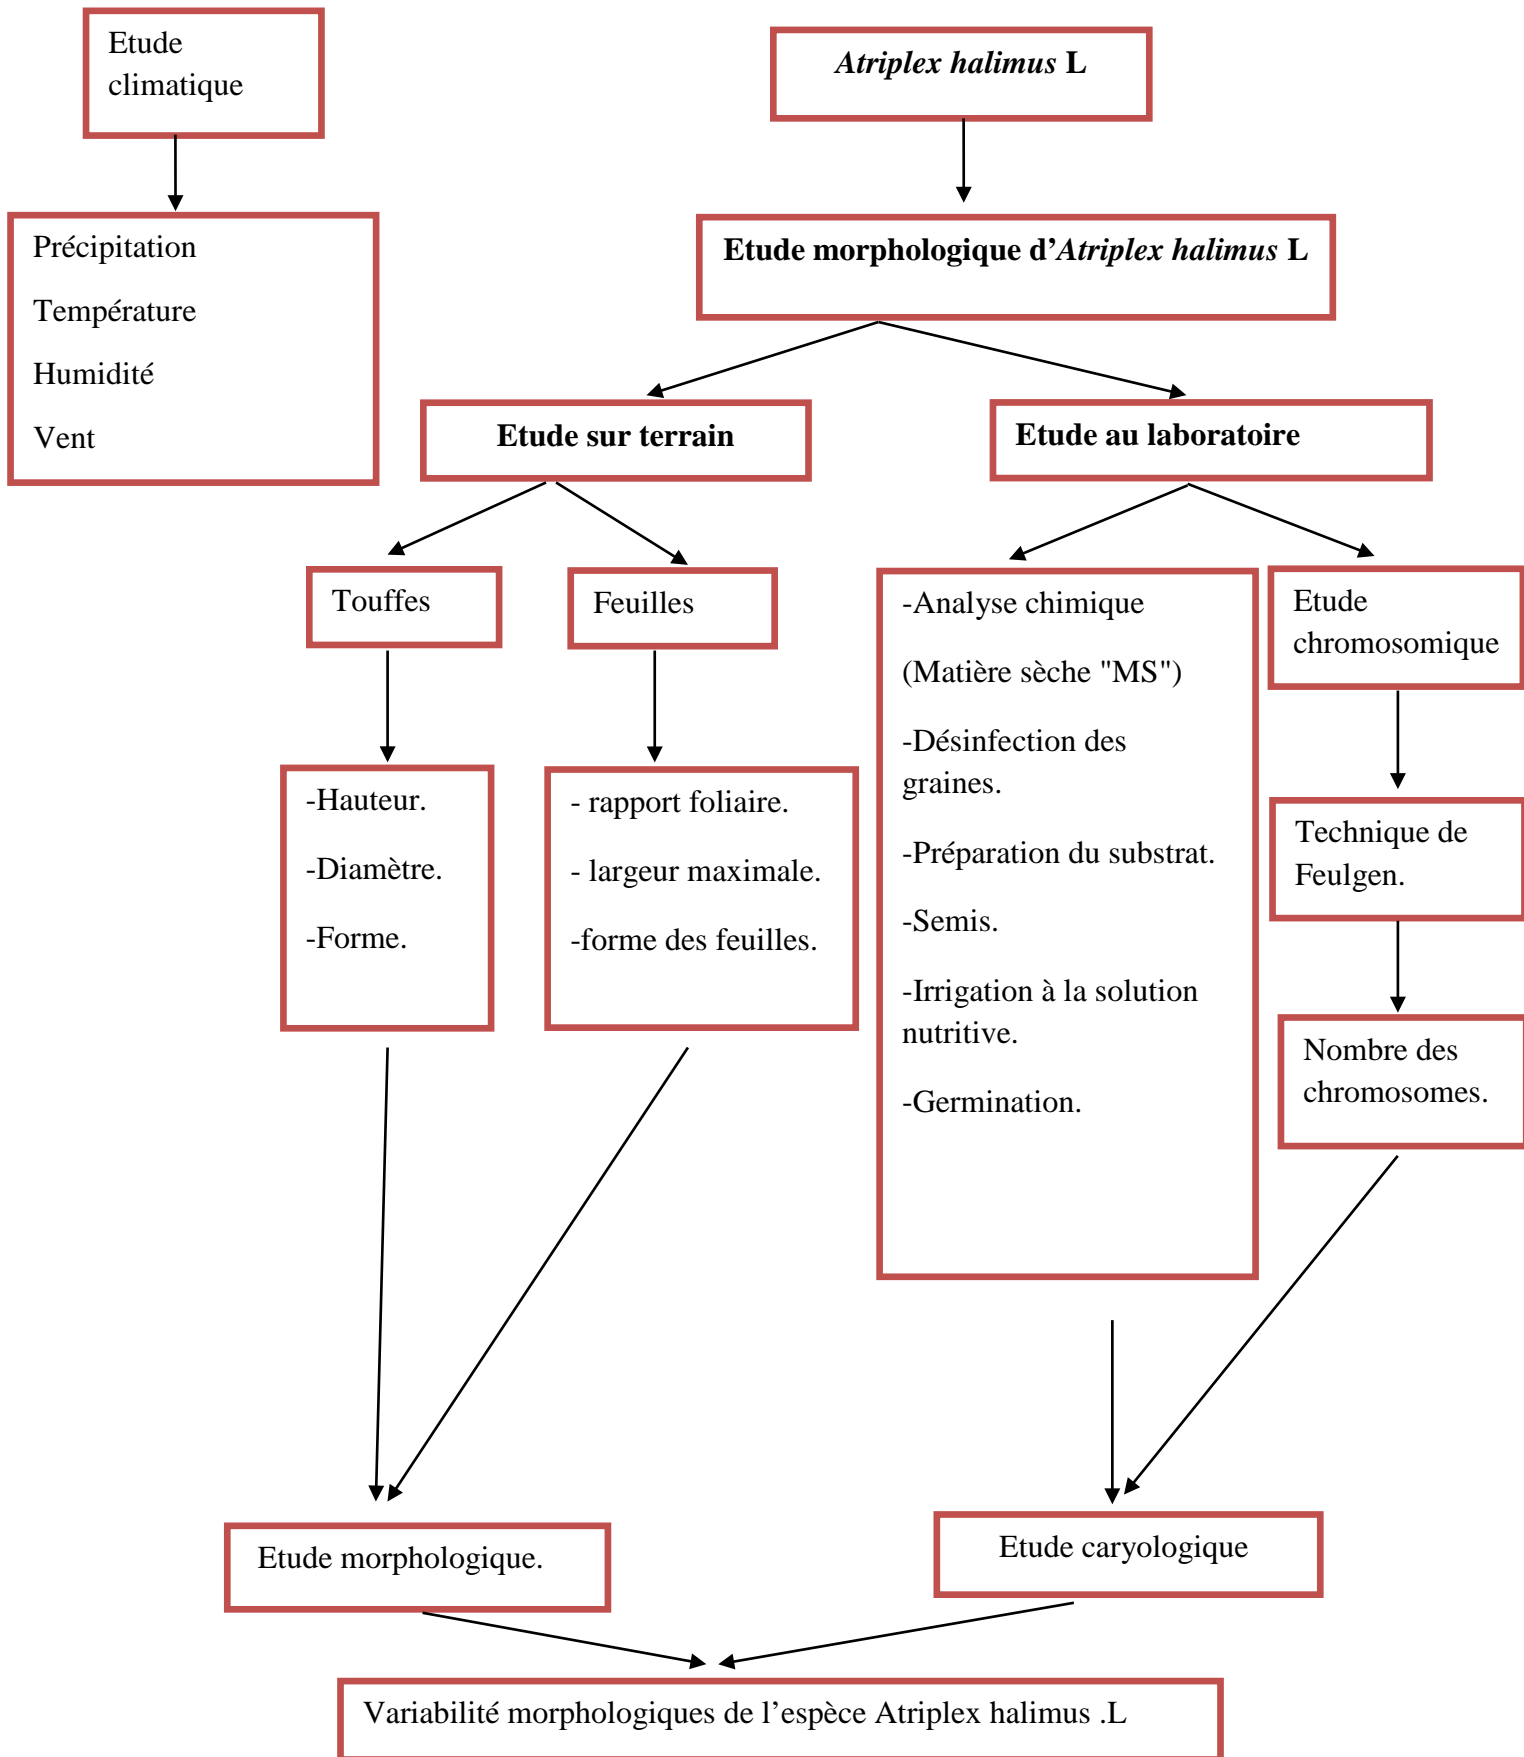 Etude
climatique
Précipitation
Température
Humidité
Vent
Atriplex halimus L
Etude morphologique d’Atriplex halimus L
Etude sur terrain
Etude au laboratoire
Touffes
Feuilles
-Hauteur.
-Diamètre.
-Forme.
- rapport foliaire.
- largeur maximale.
-forme des feuilles.
-Analyse chimique
(Matière sèche "MS")
-Désinfection des
graines.
-Préparation du substrat.
-Semis.
-Irrigation à la solution
nutritive.
-Germination.
Etude
chromosomique
Technique de
Feulgen.
Nombre des
chromosomes.
Etude morphologique.
Etude caryologique
Variabilité morphologiques de l’espèce Atriplex halimus .L